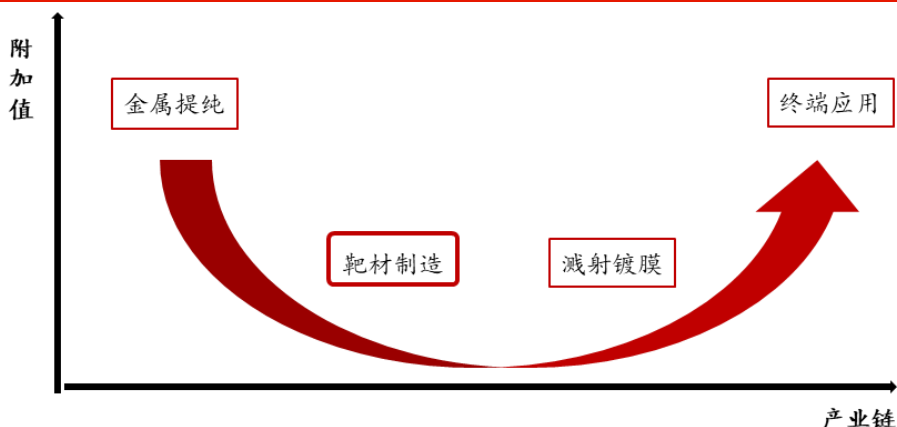 附加值
金属提纯
终端应用
靶材制造
溅射镀膜
产业链